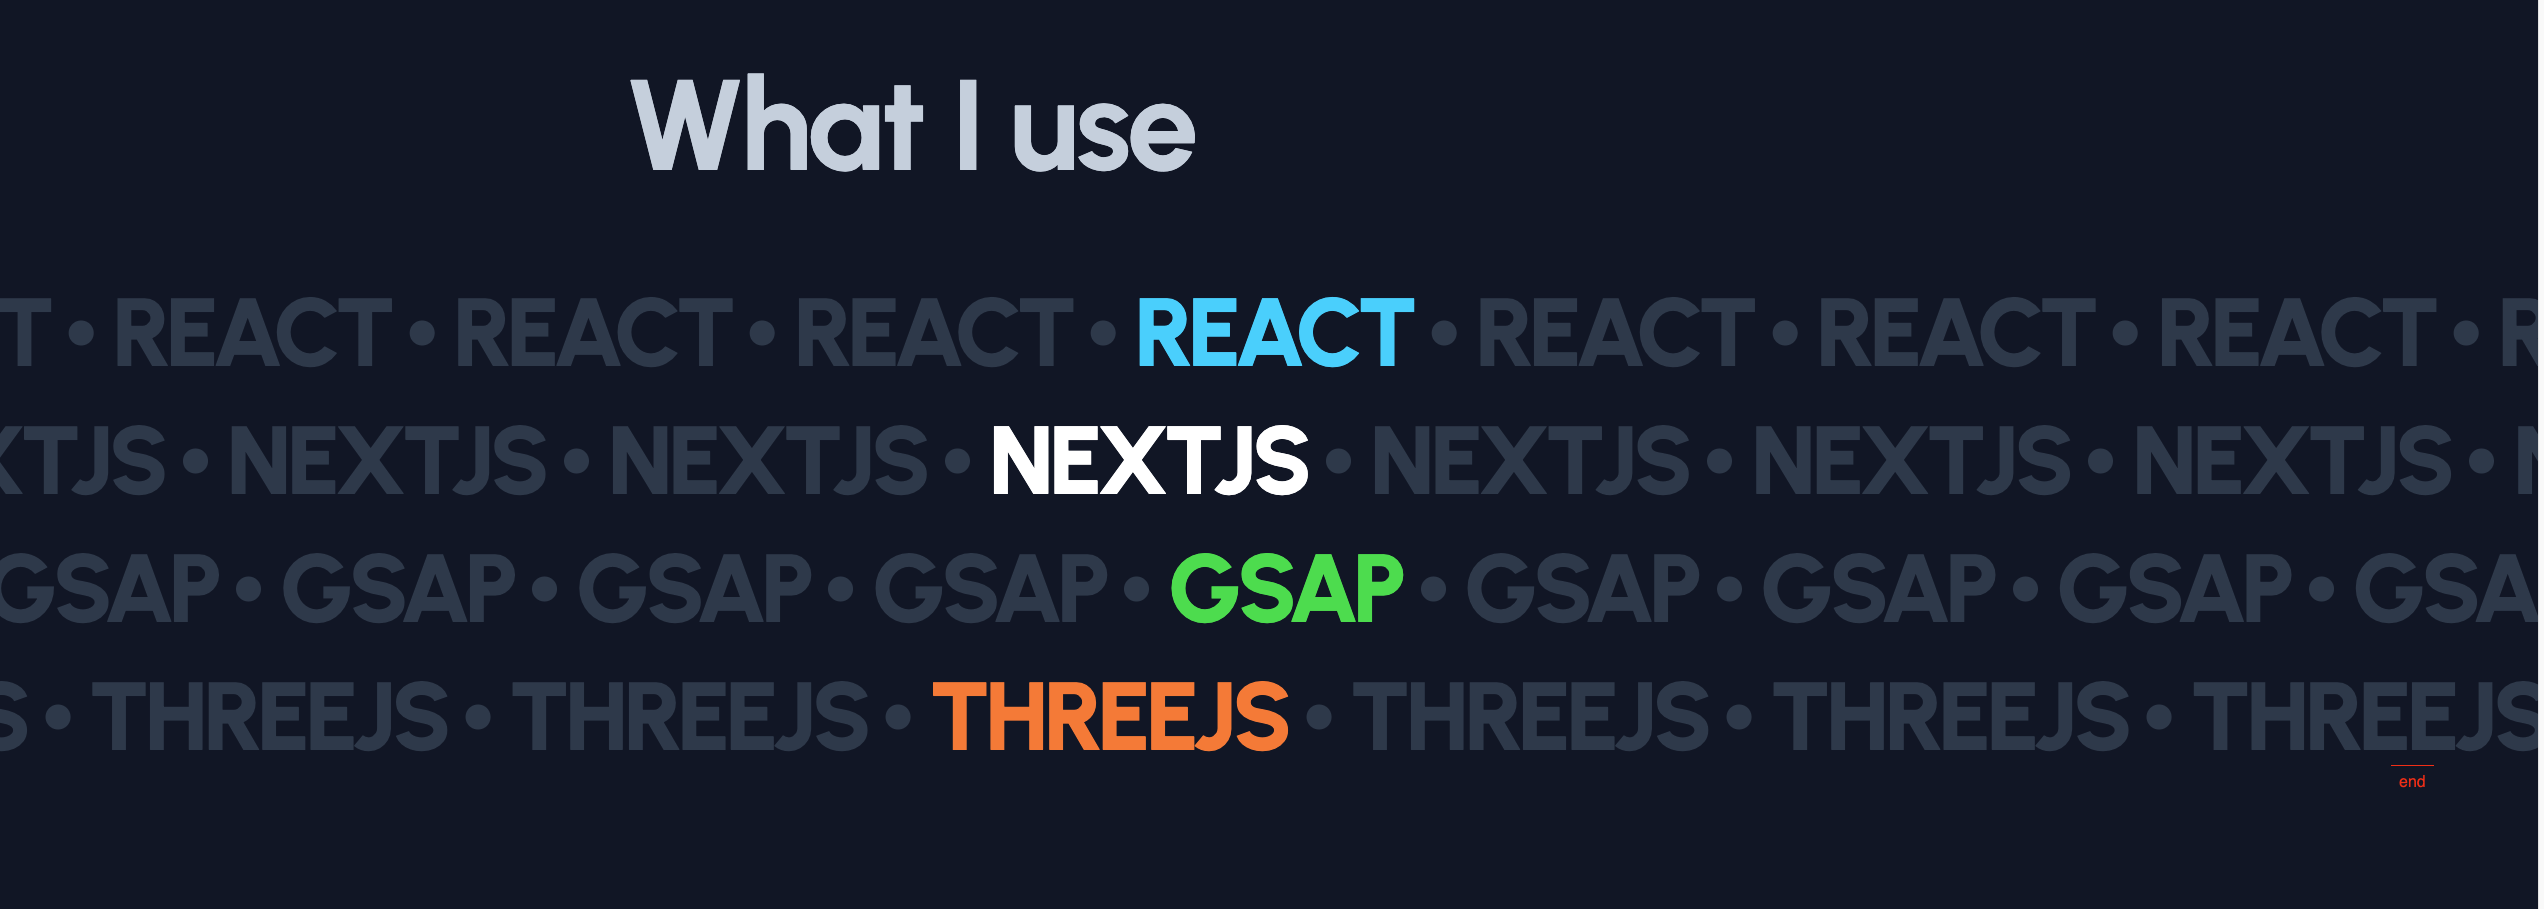 What I use
T • REACT • REACT • REACT • REACT • REACT • REACT • REACT • R
XTJS • NEXTJS • NEXTJS • NEXTJS • NEXTJS • NEXTJS • NEXTJS • N
GSAP • GSAP • GSAP • GSAP • GSAP • GSAP • GSAP • GSAP • GSA
S • THREEJS • THREEJS • THREEJS • THREEJS • THREEJS • THREEJS
end